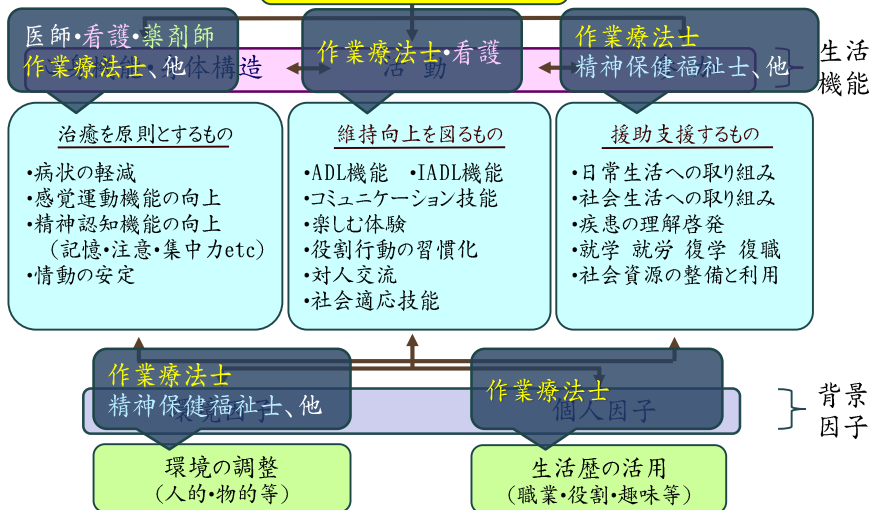 医師・看護・薬剤師
作業療法士、他
体構造
作業療法士・看護
活動
作業療法士
精神保健福祉士、他
生活
機能
治癒を原則とするもの
・病状の軽減
・感覚運動機能の向上
・精神認知機能の向上
（記憶・注意・集中力etc）
・情動の安定
維持向上を図るもの
・ADL機能 ・IADL機能
・コミュニケーション技能
・楽しむ体験
・役割行動の習慣化
・対人交流
・社会適応技能
援助支援するもの
・日常生活への取り組み
・社会生活への取り組み
・疾患の理解啓発
・就学 就労 復学 復職
・社会資源の整備と利用
作業療法士
精神保健福祉士、他
環境因子
作業療法士
個人因子
背景
因子
環境の調整
（人的・物的等）
生活歴の活用
（職業・役割・趣味等）